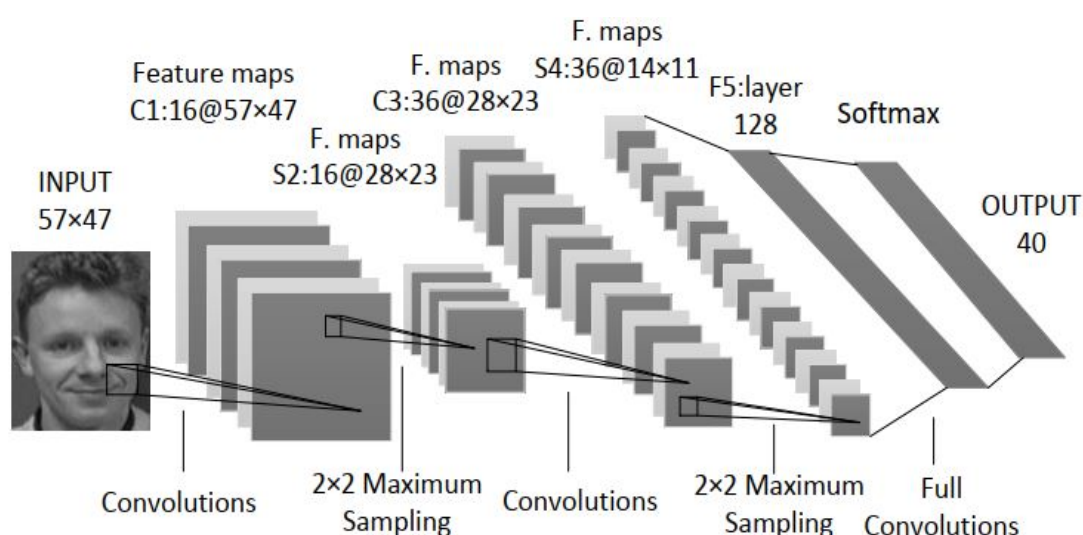 INPUT
57×47
Feature maps
C1:16@57×47
F. maps
S2:16@28×23
F. maps
C3:36@28×23
F. maps
S4:36@14×11
F5:layer
128
Softmax
OUTPUT
40
Convolutions
2×2 Maximum
Sampling
Convolutions
2×2 Maximum
Sampling
Full
Convolutions